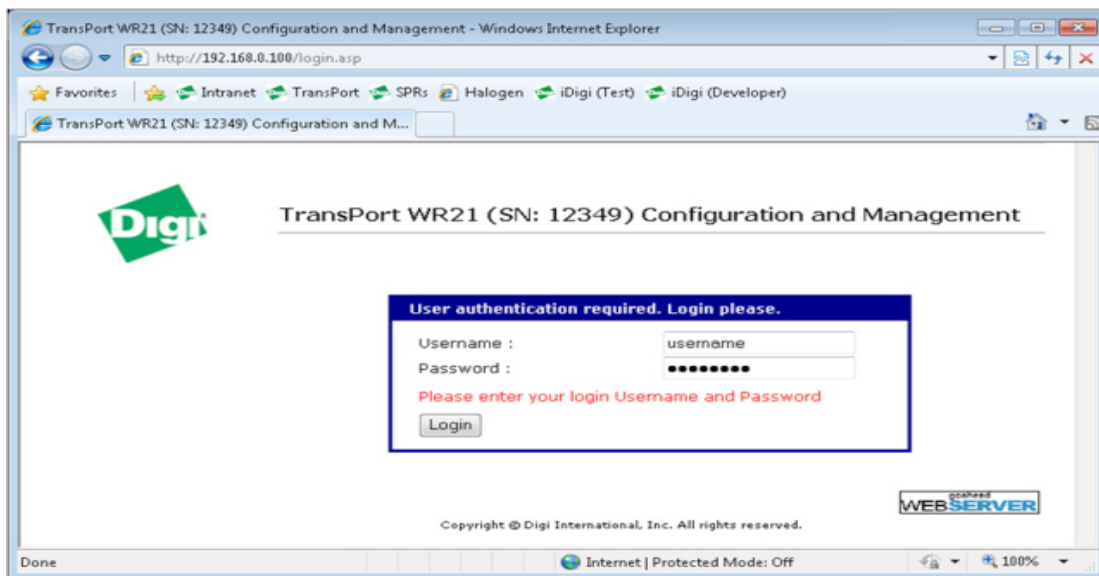 TransPort WR21 (SN: 12349) Configuration and Management - Windows Internet Explorer
http://192.168.0.100/login.asp
Favorites Intranet TransPort SPRs Halogen iDigi (Test) iDigi (Developer)
TransPort WR21 (SN: 12349) Configuration and M...
Digi
TransPort WR21 (SN: 12349) Configuration and Management
User authentication required. Login please.
Username : username
Password : ●●●●●●●●
Please enter your login Username and Password
Login
goahead
WEBSERVER
Copyright © Digi International, Inc. All rights reserved.
Done Internet | Protected Mode: Off 100%